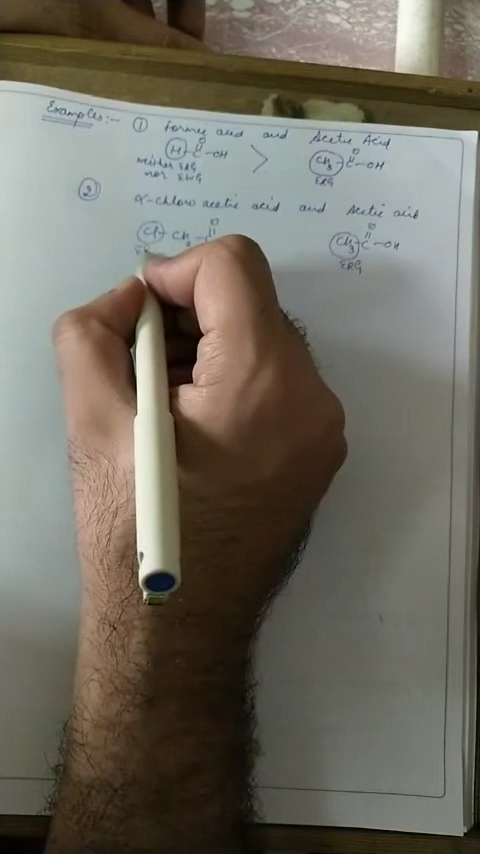 Examples:-
① Formic acid and Acetic Acid
H-C-OH > CH₃-C-OH
O O
neither ERG
nor EWG
ERG
② α-chloro acetic acid and Acetic acid
O O
Cl-CH₂-C CH₃-C-OH
ERG